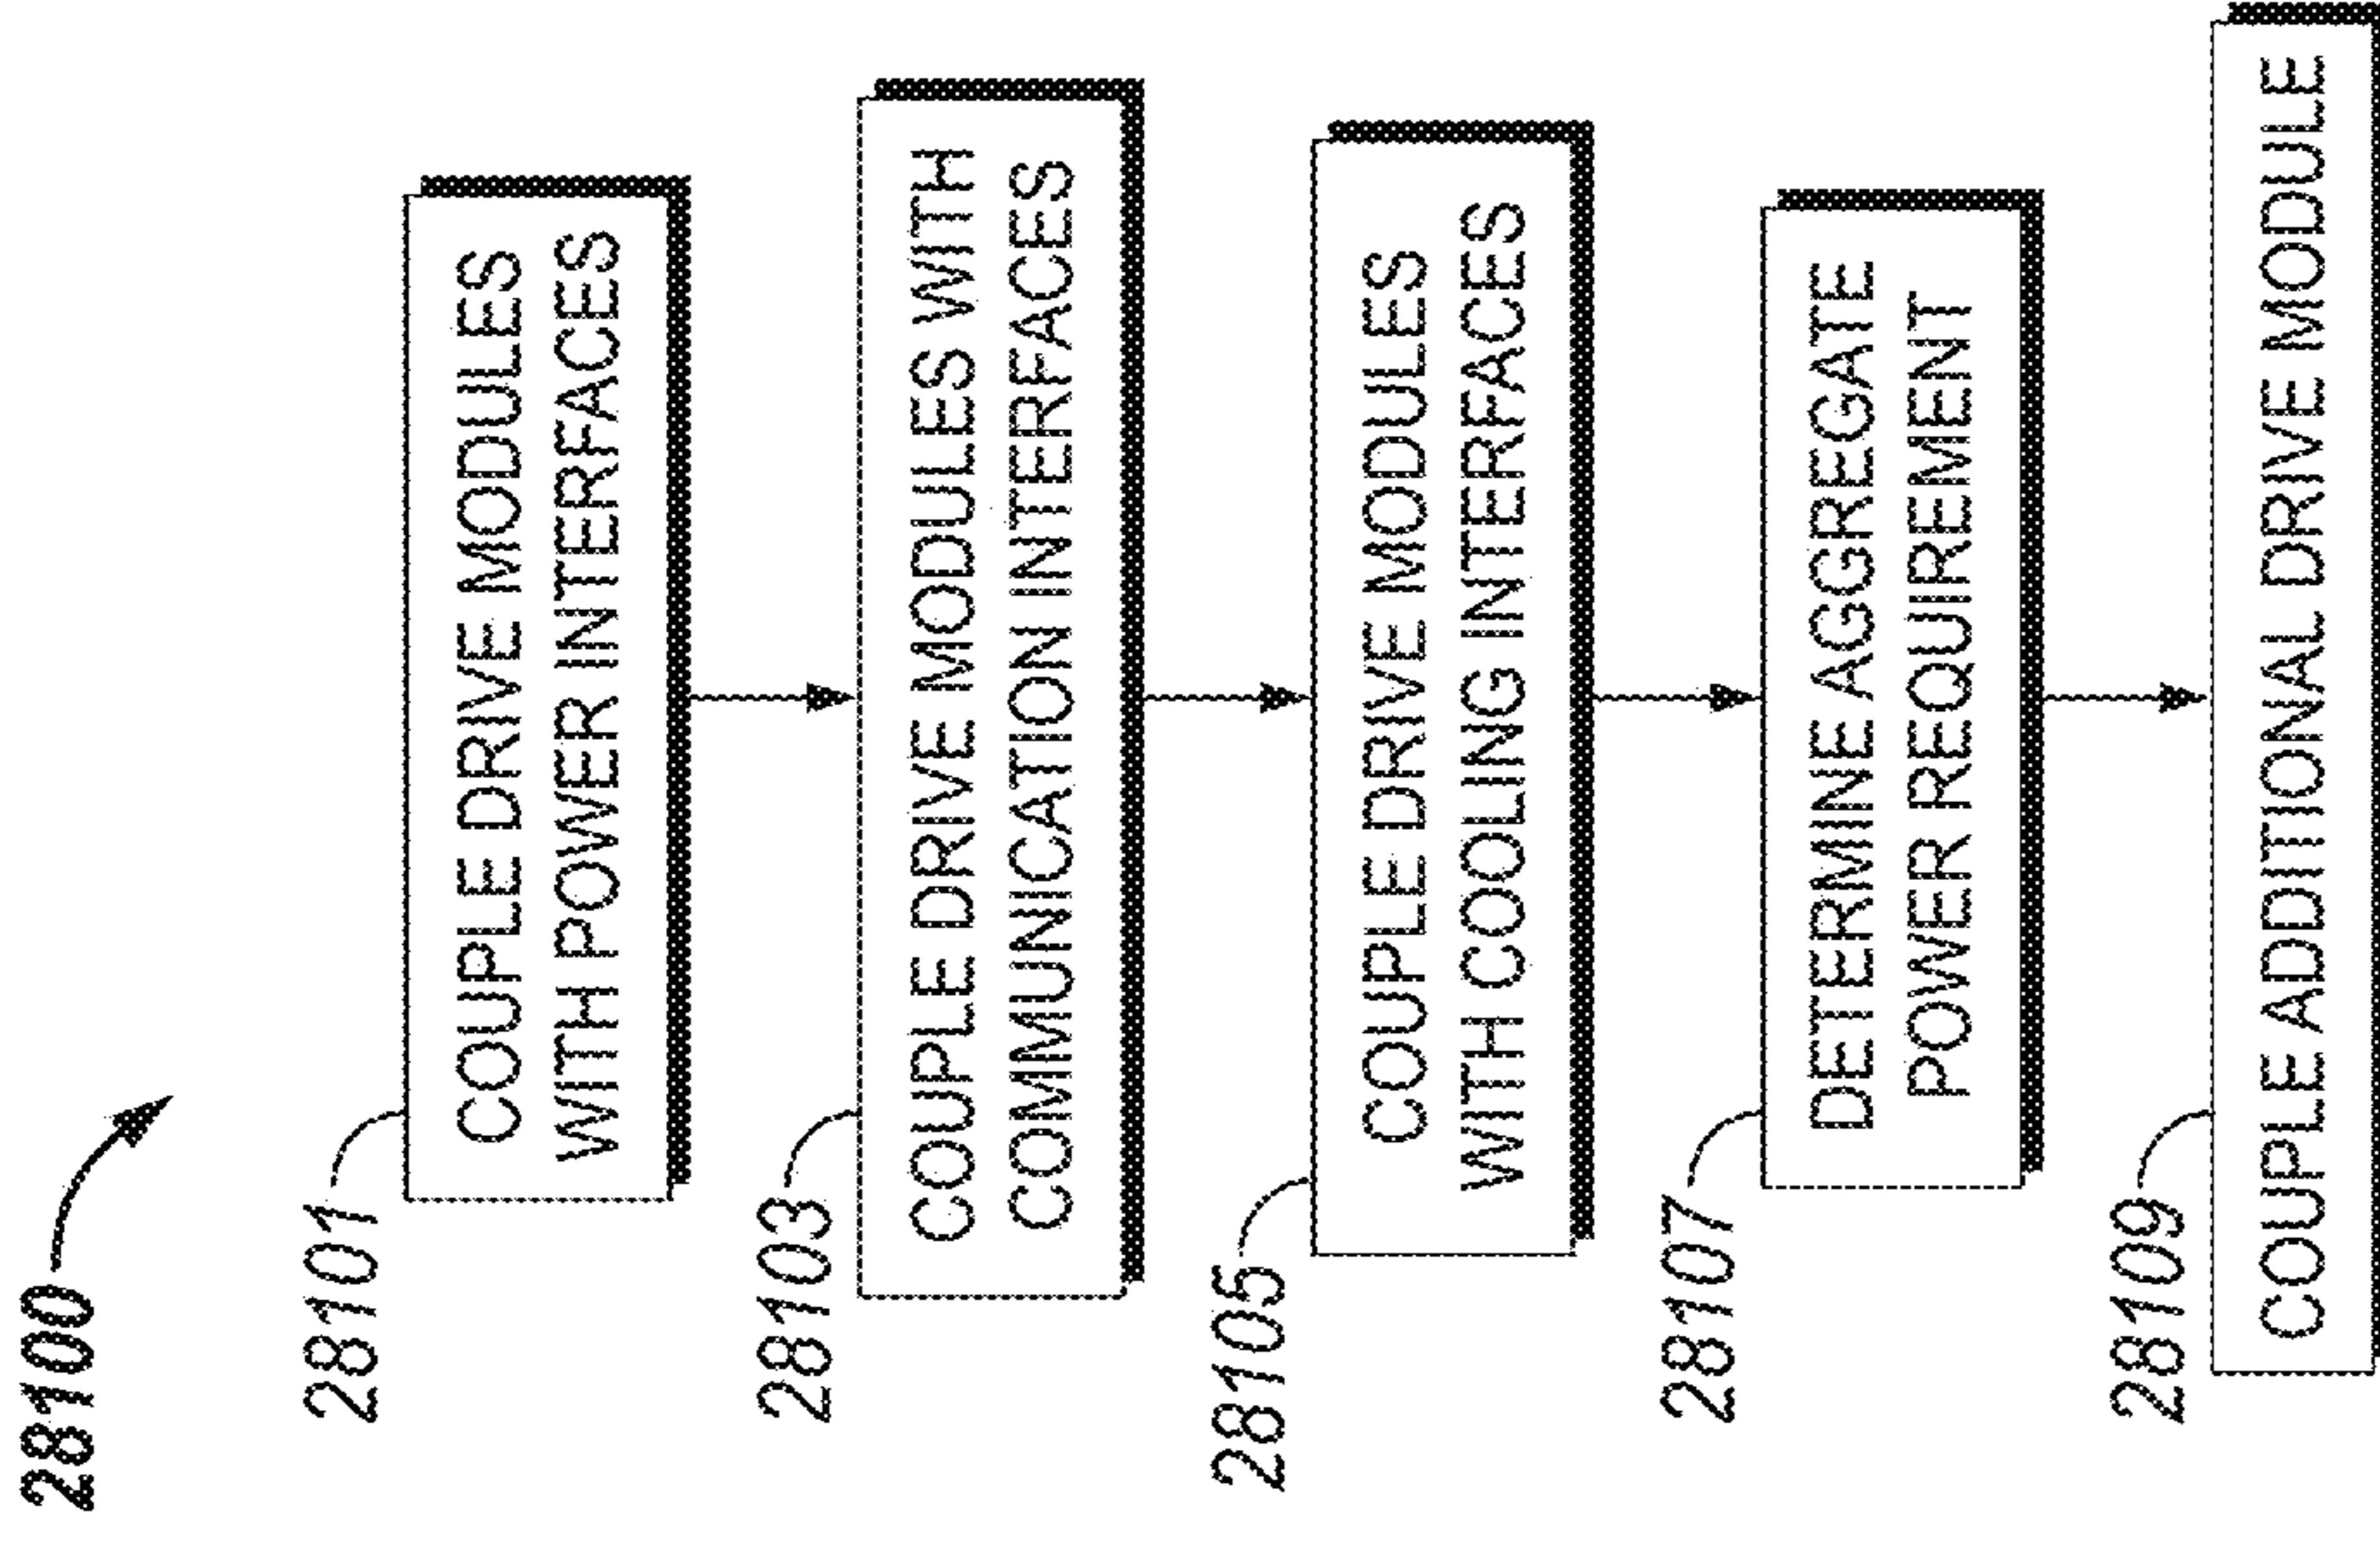 28100
28101
COUPLE DRIVE MODULES
WITH POWER INTERFACES
28103
COUPLE DRIVE MODULES WITH
COMMUNICATION INTERFACES
28105
COUPLE DRIVE MODULES
WITH COOLING INTERFACES
28107
DETERMINE AGGREGATE
POWER REQUIREMENT
28109
COUPLE ADDITIONAL DRIVE MODULE